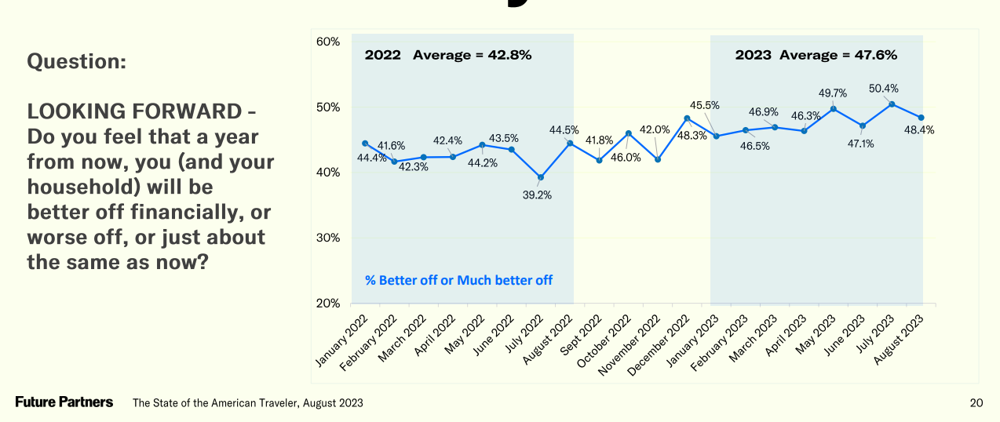 Question:
LOOKING FORWARD –
Do you feel that a year
from now, you (and your
household) will be
better off financially, or
worse off, or just about
the same as now?
60%
50%
40%
30%
20%
2022 Average = 42.8%
2023 Average = 47.6%
44.4%
41.6%
42.3%
42.4%
44.2%
43.5%
39.2%
44.5%
41.8%
46.0%
42.0%
48.3%
45.5%
46.5%
46.9%
46.3%
49.7%
47.1%
50.4%
48.4%
% Better off or Much better off
January 2022
February 2022
March 2022
April 2022
May 2022
June 2022
July 2022
August 2022
Sept 2022
October 2022
November 2022
December 2022
January 2023
February 2023
March 2023
April 2023
May 2023
June 2023
July 2023
August 2023
Future Partners The State of the American Traveler, August 2023 20